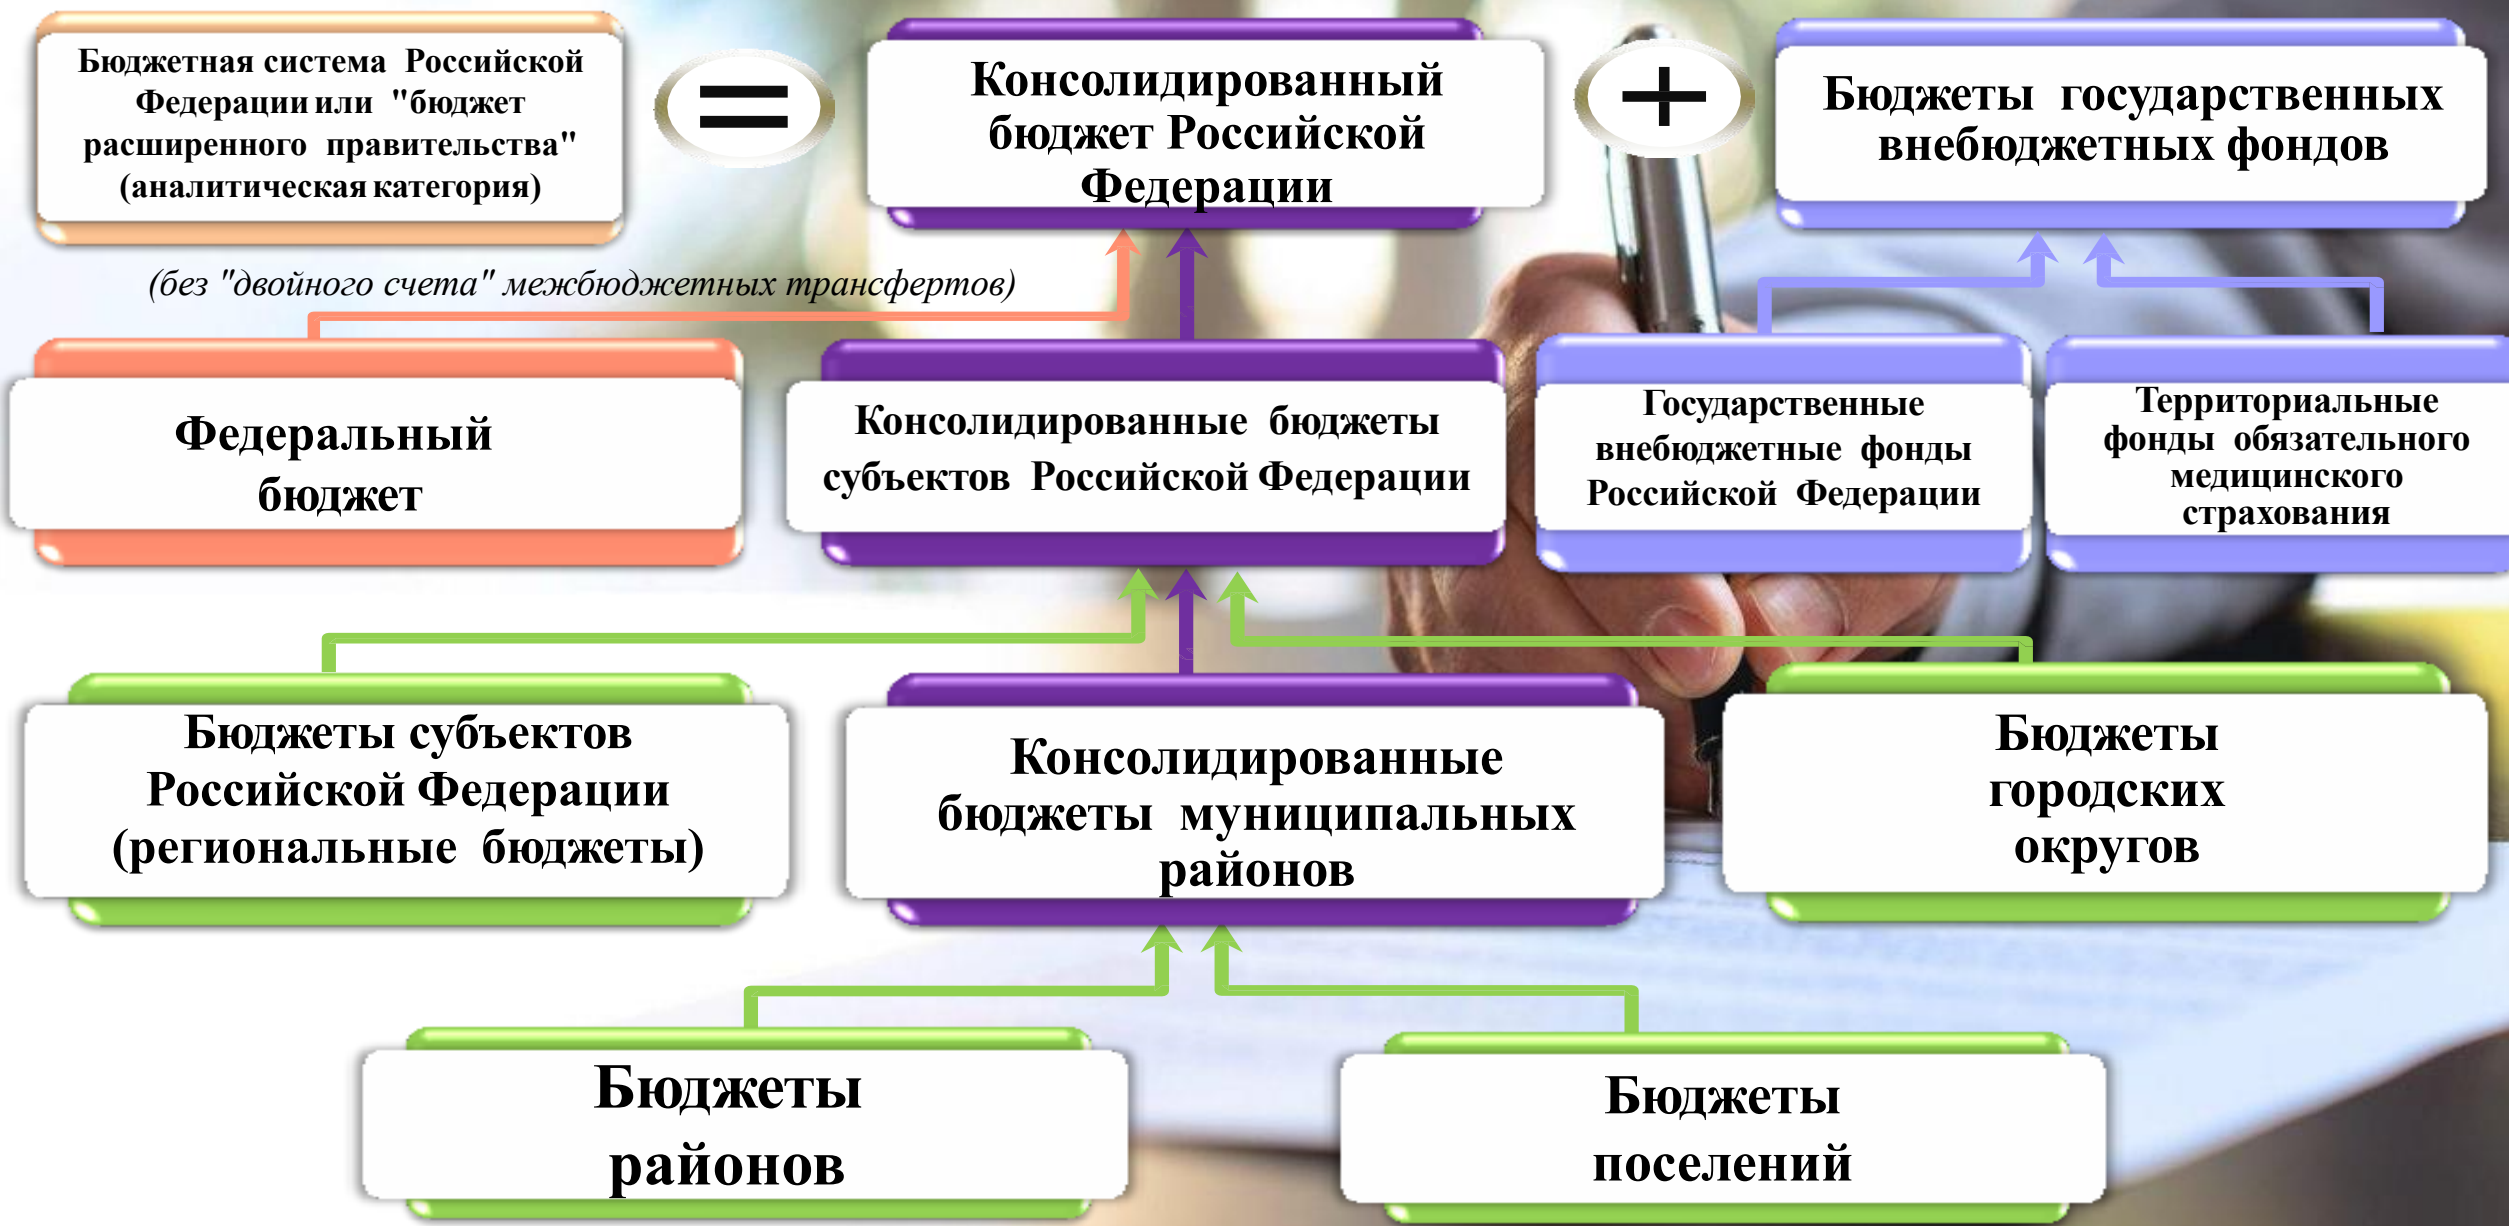 Бюджетная система Российской
Федерации или "бюджет
расширенного правительства"
(аналитическая категория)
=
Консолидированный
бюджет Российской
Федерации
+
Бюджеты государственных
внебюджетных фондов
(без "двойного счета" межбюджетных трансфертов)
Федеральный
бюджет
Консолидированные бюджеты
субъектов Российской Федерации
Государственные
внебюджетные фонды
Российской Федерации
Территориальные
фонды обязательного
медицинского
страхования
Бюджеты субъектов
Российской Федерации
(региональные бюджеты)
Консолидированные
бюджеты муниципальных
районов
Бюджеты
городских
округов
Бюджеты
районов
Бюджеты
поселений